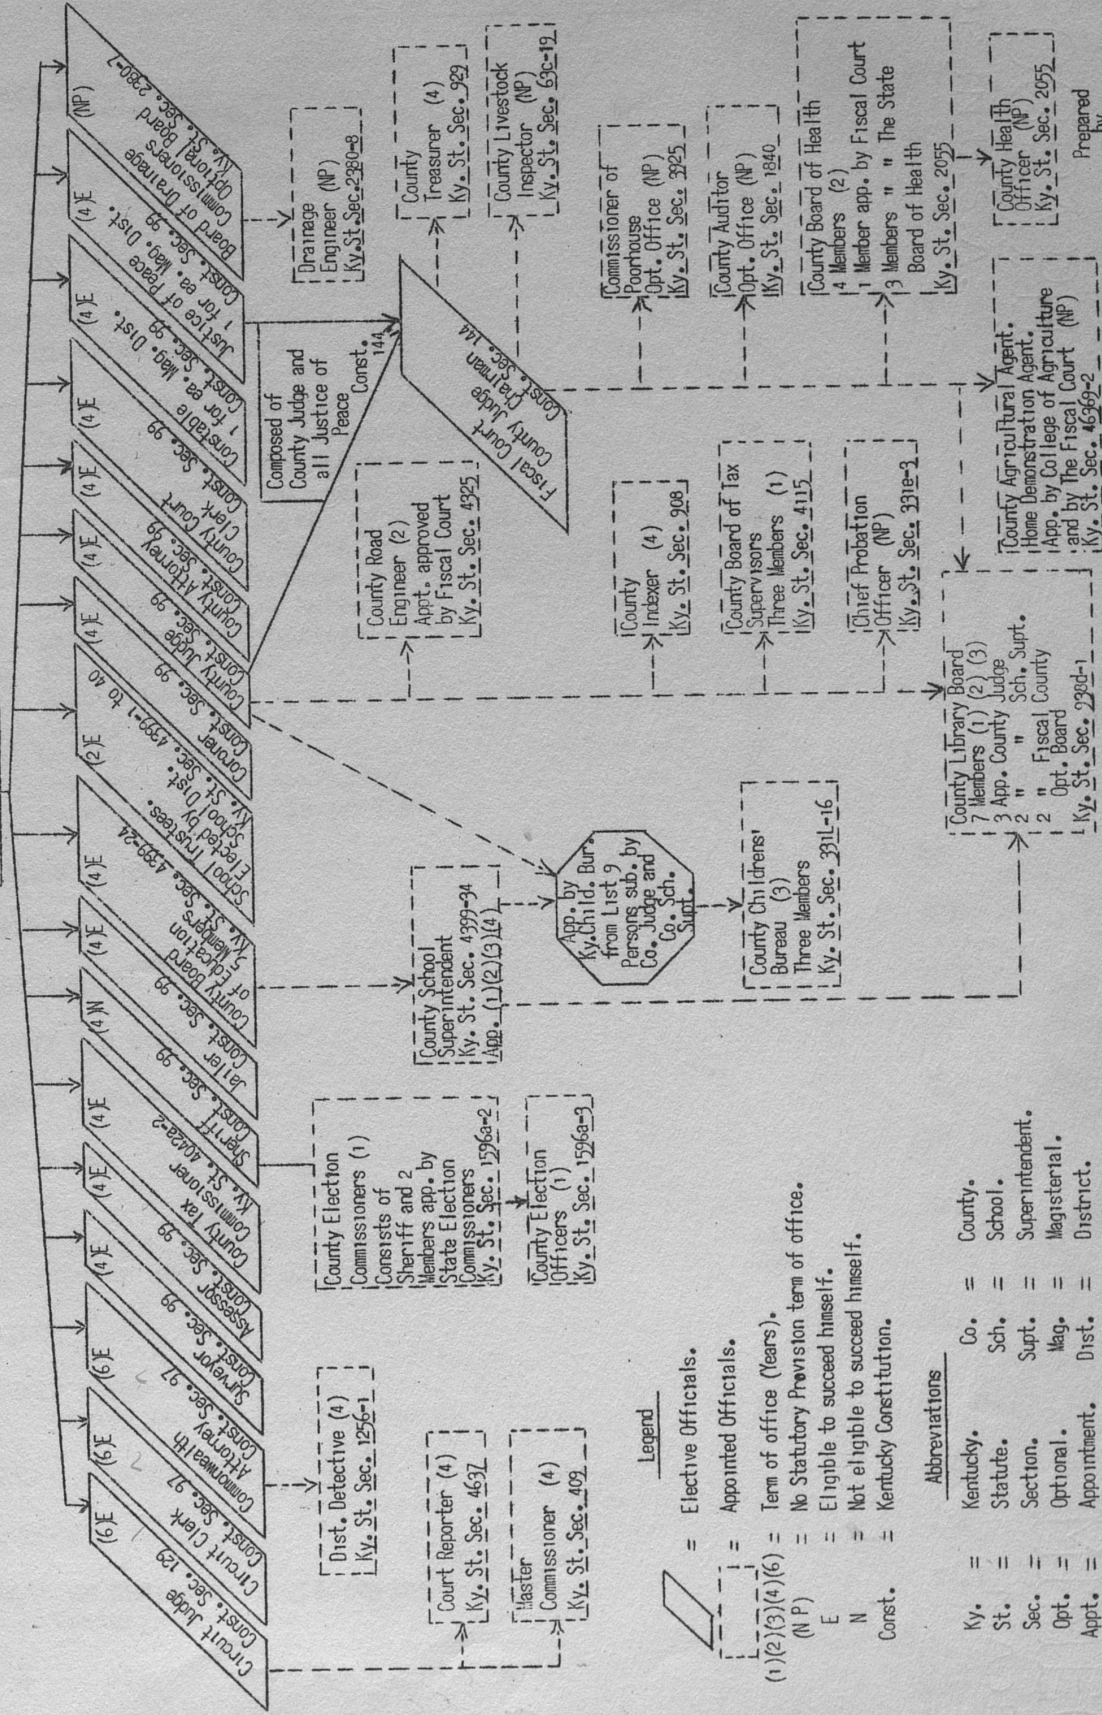 (6)E
Circuit Judge
Const. Sec. 129
(6)E
Circuit Clerk
Const. Sec. 97
(6)E
Commonwealth
Attorney
Const. Sec. 97
(4)E
Surveyor
Const. Sec. 99
(4)E
Assessor
Const. Sec. 99
(4)E
County Tax
Commissioner
Ky. St. 4042a-2
(4)N
Sheriff
Const. Sec. 99
(4)E
Jailer
Const. Sec. 99
(4)E
County Board
of Education
5 Members
Ky. St. Sec. 4399-24
(2)E
School Trustees.
Elected by Dist.
School Dist.
Ky. St. Sec. 4399-1 to 40
(4)E
Coroner
Const. Sec. 99
(4)E
County Judge
Const. Sec. 99
(4)E
County Attorney
Const. Sec. 99
(4)E
County Court
Clerk
Const. Sec. 99
(4)E
Constable
1 for ea. Mag. Dist.
Const. Sec. 99
(4)E
Justice of Peace
1 for ea. Mag. Dist.
Const. Sec. 99
(NP)
Board of Drainage
Commissioners
Optional Board
Ky. St. Sec. 2380-7
Dist. Detective (4)
Ky. St. Sec. 1256-1
Court Reporter (4)
Ky. St. Sec. 4637
Master
Commissioner (4)
Ky. St. Sec. 409
County Election
Commissioners (1)
Consists of
Sheriff and 2
Members app. by
State Election
Commissioners
Ky. St. Sec. 1596a-2
County Election
Officers (1)
Ky. St. Sec. 1596a-3
County School
Superintendent
Ky. St. Sec. 4399-34
App. (1)(2)(3)(4)
App. by
Ky. Child. Bur.
from List 9
Persons sub. by
Co. Judge and
Co. Sch.
Supt.
County Childrens'
Bureau (3)
Three Members
Ky. St. Sec. 331L-16
County Road
Engineer (2)
Appt. approved
by Fiscal Court
Ky. St. Sec. 4325
Composed of
County Judge and
all Justice of
Peace
Const.
144
Fiscal Court
County Judge
Chairman
Const. Sec. 144
Drainage
Engineer (NP)
Ky. St. Sec. 2380-8
County
Treasurer (4)
Ky. St. Sec. 929
County Livestock
Inspector (NP)
Ky. St. Sec. 63c-19
County
Indexer (4)
Ky. St. Sec. 908
County Board of Tax
Supervisors
Three Members (1)
Ky. St. Sec. 4115
Chief Probation
Officer (NP)
Ky. St. Sec. 331e-3
County Library Board
7 Members (1) (2) (3)
3 App. County Judge
2 " " Sch. Supt.
2 " Fiscal County
Opt. Board
Ky. St. Sec. 938d-1
Commissioner of
Poorhouse
Opt. Office (NP)
Ky. St. Sec. 3925
County Auditor
Opt. Office (NP)
Ky. St. Sec. 1840
County Board of Health
4 Members (2)
1 Member app. by Fiscal Court
3 Members " " The State
Board of Health
Ky. St. Sec. 2055
County Agricultural Agent.
Home Demonstration Agent.
App. by College of Agriculture
and by The Fiscal Court (NP)
Ky. St. Sec. 46369-2
County Health
Officer (NP)
Ky. St. Sec. 2055
Prepared
by
Legend
= Elective Officials.
= Appointed Officials.
(1)(2)(3)(4)(6) = Term of office (Years).
(N P) = No Statutory Provision term of office.
E = Eligible to succeed himself.
N = Not eligible to succeed himself.
Const. = Kentucky Constitution.
Abbreviations
Ky. = Kentucky. Co. = County.
St. = Statute. Sch. = School.
Sec. = Section. Supt. = Superintendent.
Opt. = Optional. Mag. = Magisterial.
Appt. = Appointment. Dist. = District.